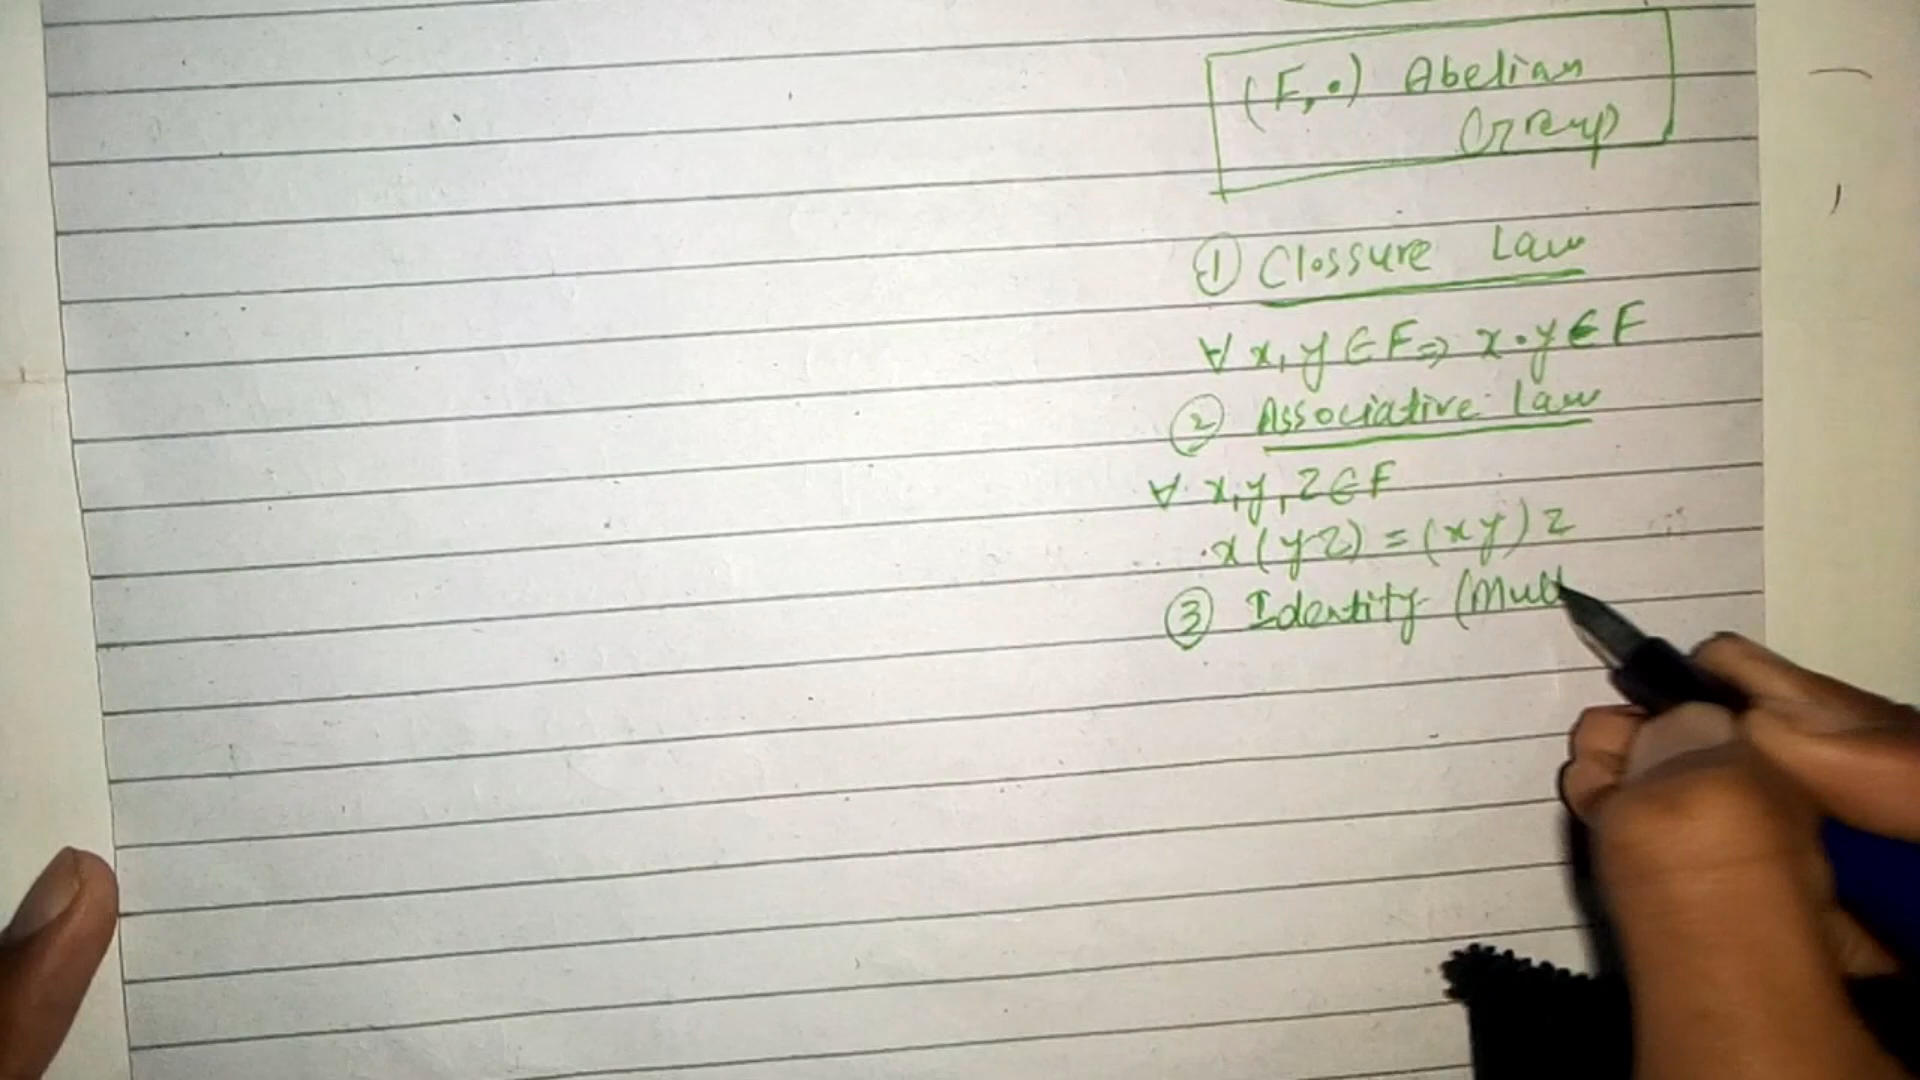 (F, •) Abelian
Group
① Clossure Law
∀ x, y ∈ F ⇒ x • y ∈ F
② Associative Law
∀ x, y, z ∈ F
x(yz) = (xy)z
③ Identity (Mult